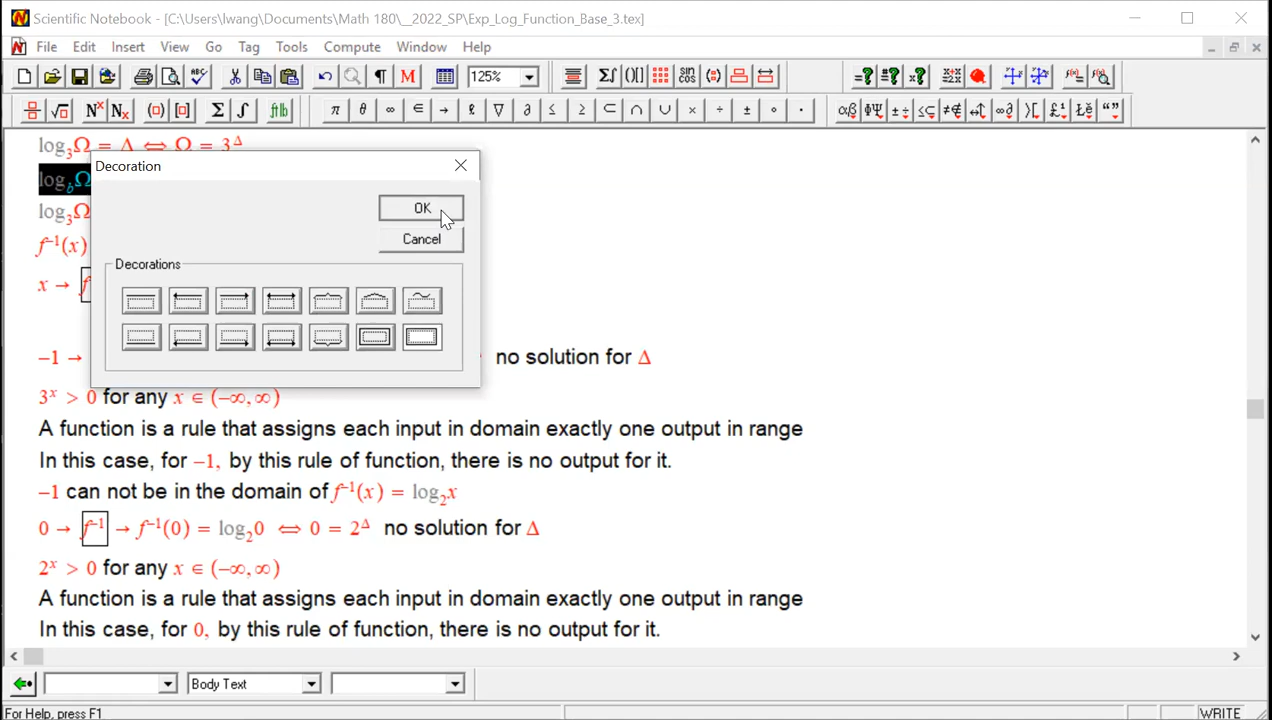 Scientific Notebook - [C:\Users\lwang\Documents\Math 180\__2022_SP\Exp_Log_Function_Base_3.tex]
File Edit Insert View Go Tag Tools Compute Window Help
125%
log₃Ω = Δ ⇔ Ω = 3^Δ
Decoration
log_bΩ
OK
log₃Ω
Cancel
f⁻¹(x)
Decorations
x → f
−1 → no solution for Δ
3ˣ > 0 for any x ∈ (−∞, ∞)
A function is a rule that assigns each input in domain exactly one output in range
In this case, for −1, by this rule of function, there is no output for it.
−1 can not be in the domain of f⁻¹(x) = log₂x
0 → f⁻¹ → f⁻¹(0) = log₂0 ⇔ 0 = 2^Δ no solution for Δ
2ˣ > 0 for any x ∈ (−∞, ∞)
A function is a rule that assigns each input in domain exactly one output in range
In this case, for 0, by this rule of function, there is no output for it.
Body Text
For Help, press F1 WRITE